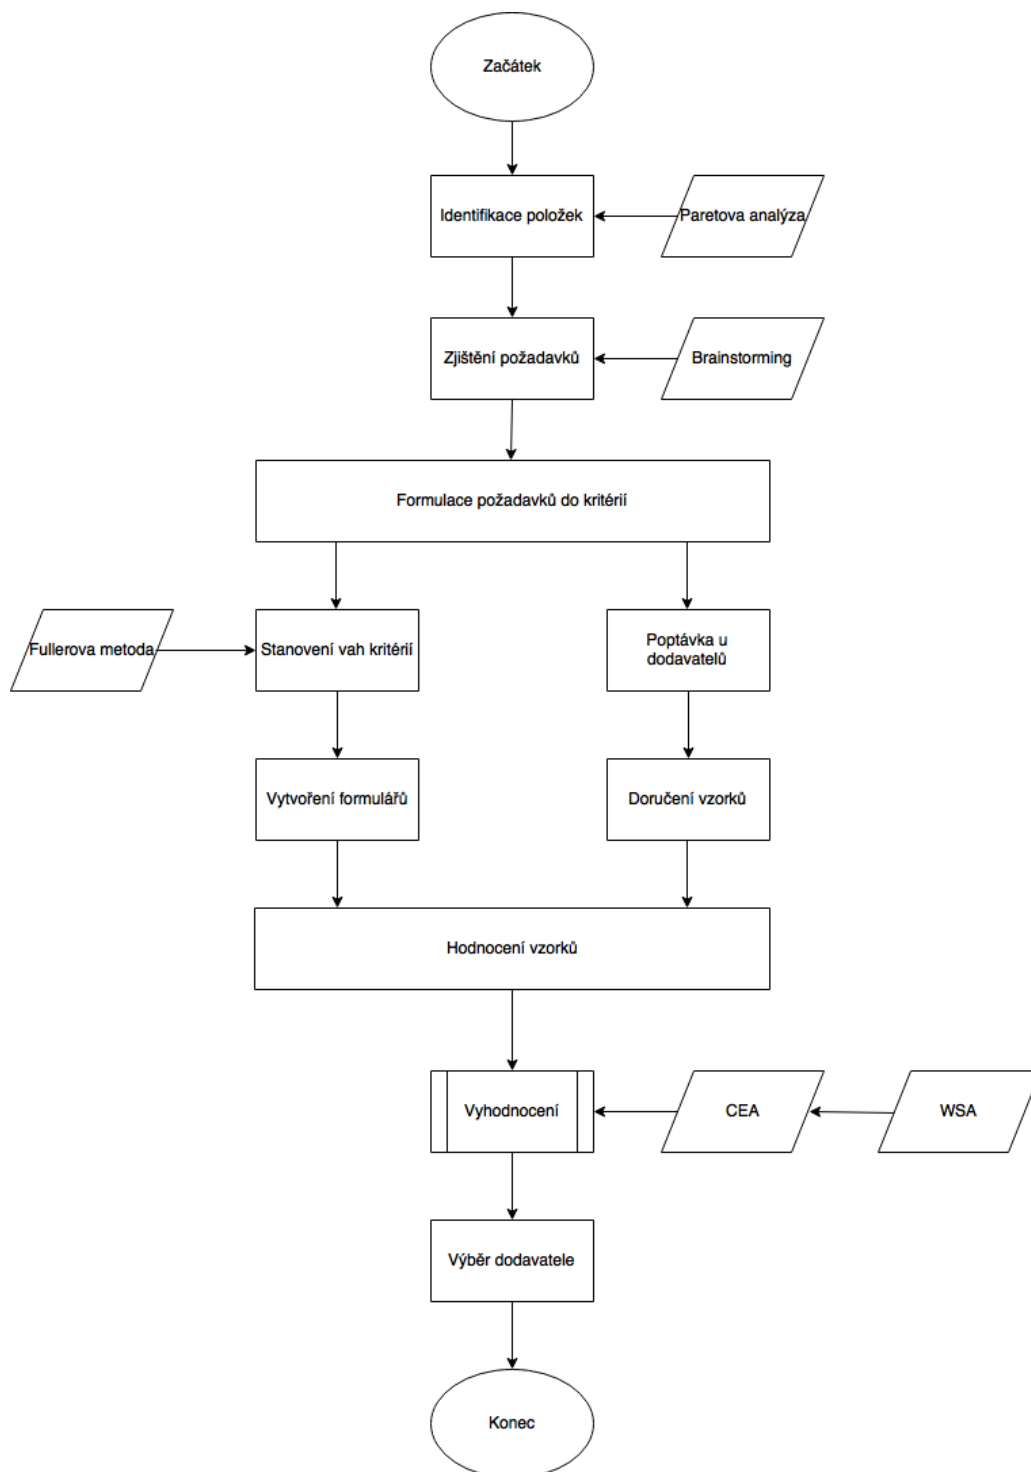 Začátek
Identifikace položek
Paretova analýza
Zjištění požadavků
Brainstorming
Formulace požadavků do kritérií
Fullerova metoda
Stanovení vah kritérií
Poptávka u
dodavatelů
Vytvoření formulářů
Doručení vzorků
Hodnocení vzorků
Vyhodnocení
CEA
WSA
Výběr dodavatele
Konec